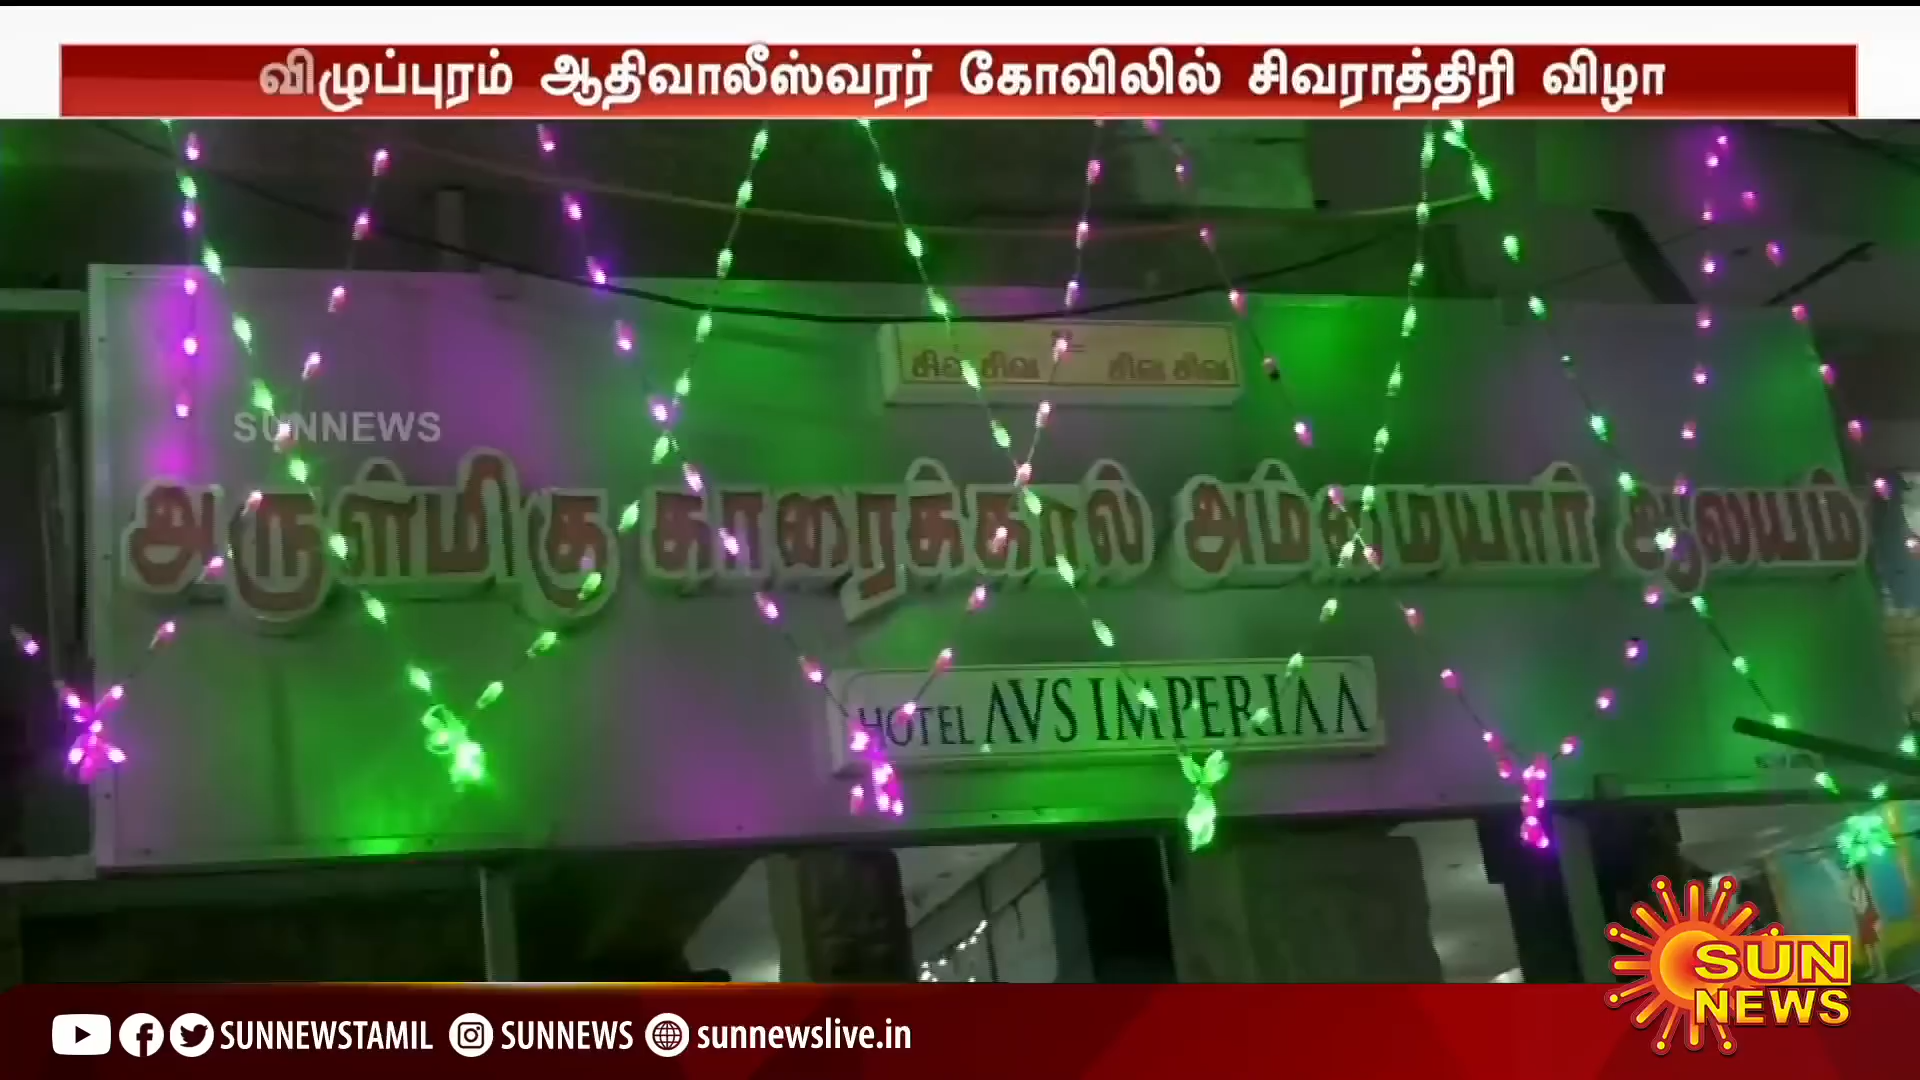 விழுப்புரம் ஆதிவாலீஸ்வரர் கோவிலில் சிவராத்திரி விழா
சிவ சிவ சிவ சிவ
SUNNEWS
அருள்மிகு காரைக்கால் அம்மையார் ஆலயம்
HOTEL AVS IMPERIAA
SUN
NEWS
SUNNEWSTAMIL SUNNEWS sunnewslive.in